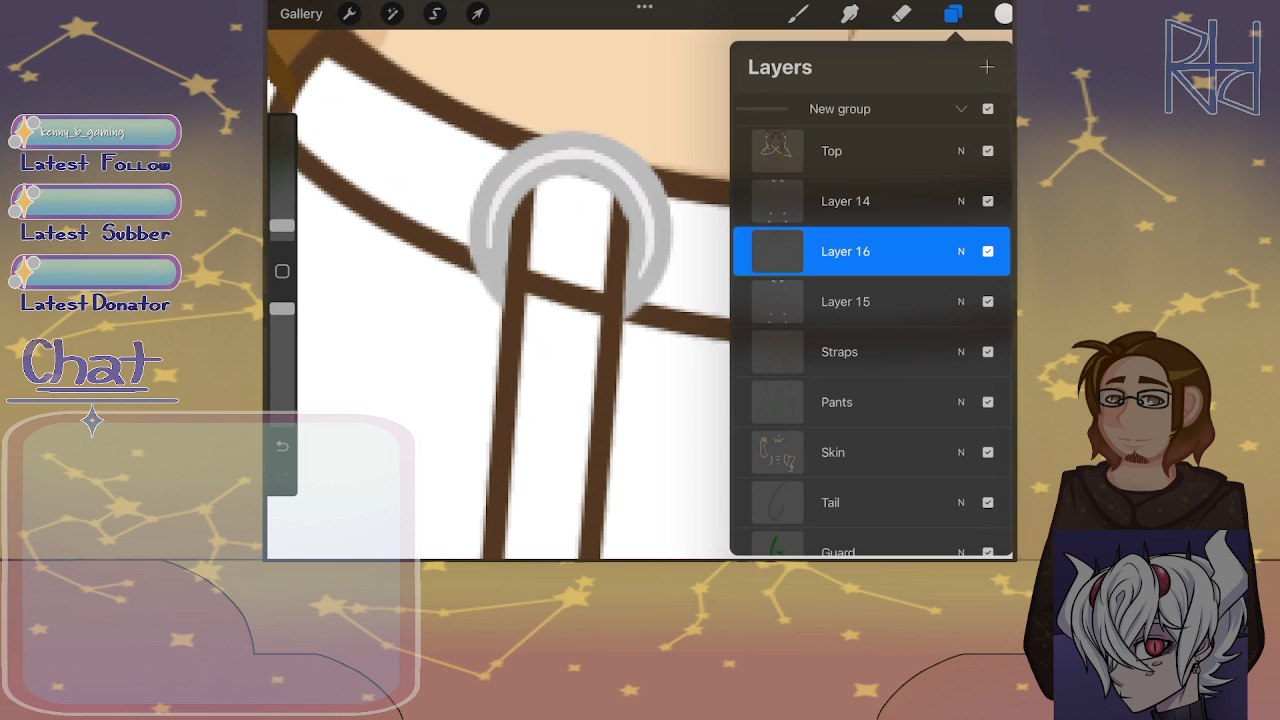 Gallery
Layers
New group
Top N
Layer 14 N
Layer 16 N
Layer 15 N
Straps N
Pants N
Skin N
Tail N
Guard N
kenny_b_gaming
Latest Follow
Latest Subber
Latest Donator
Chat